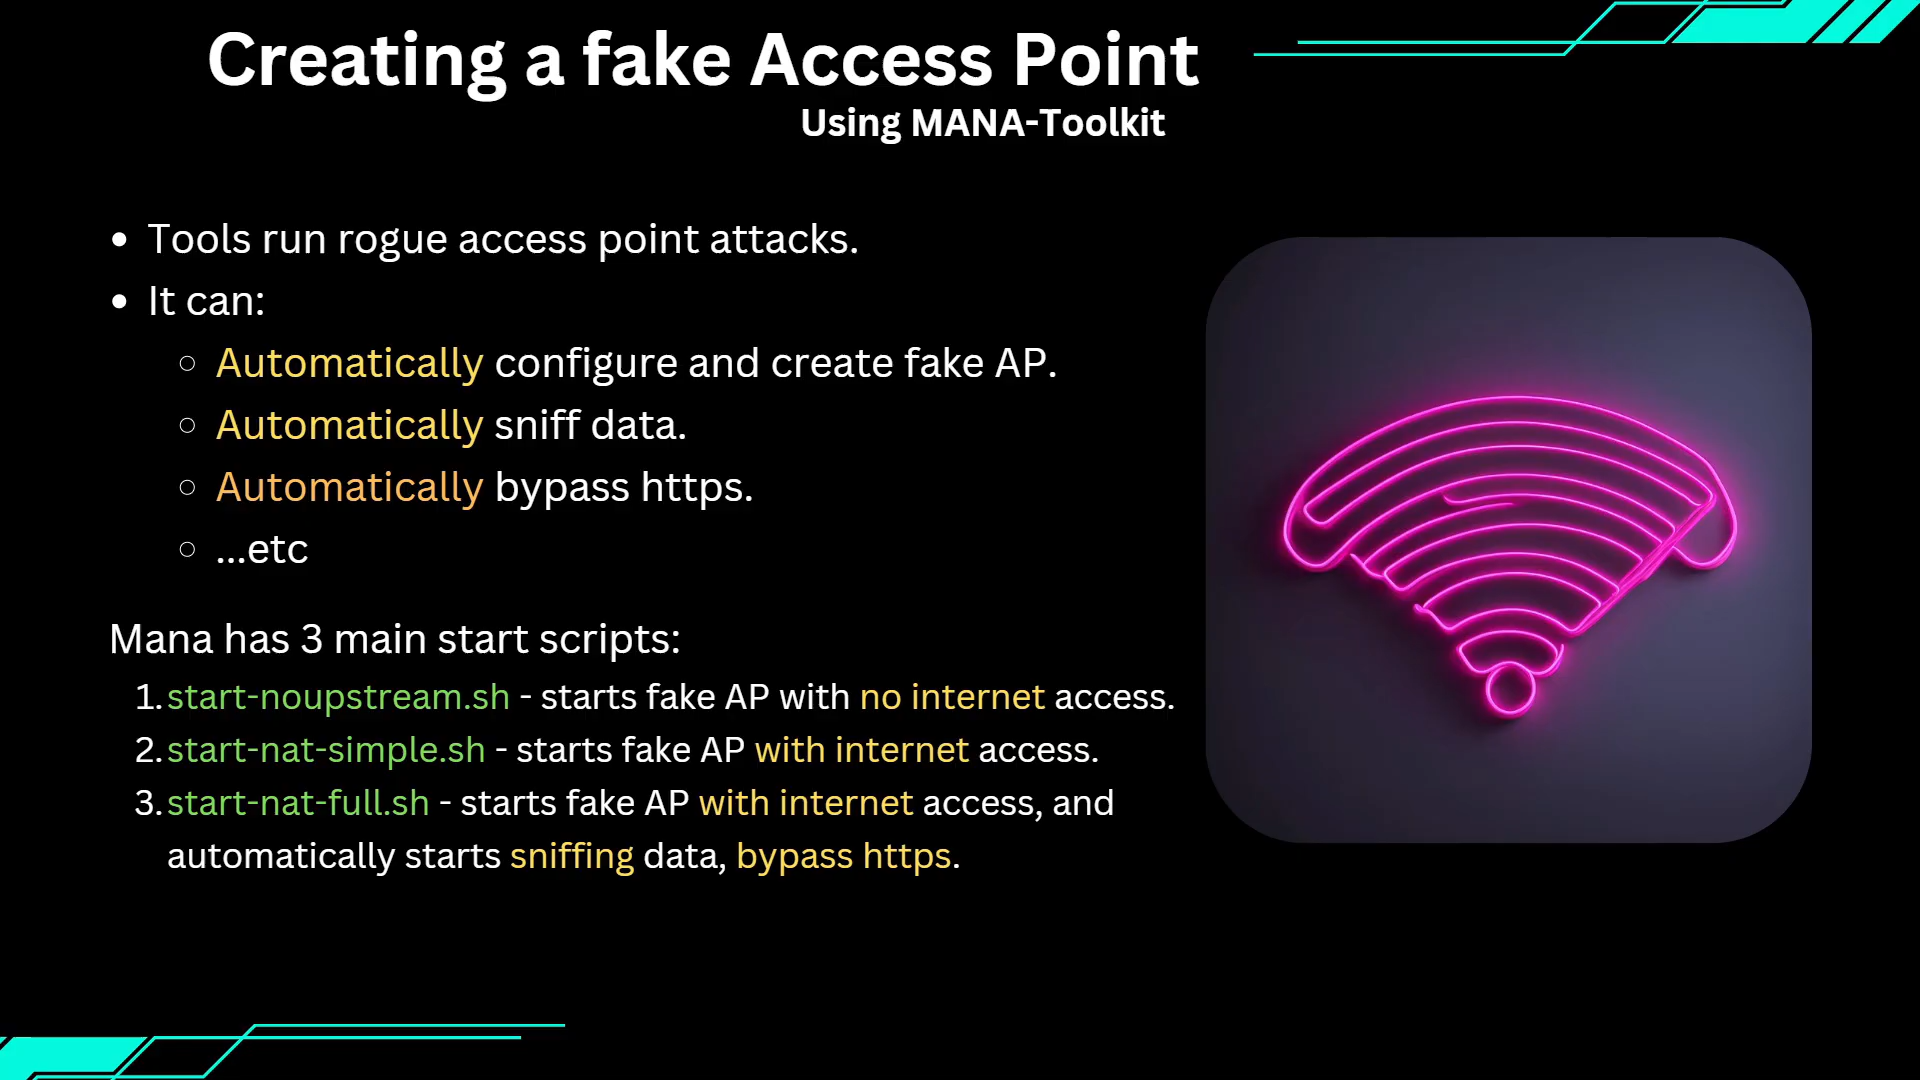 Creating a fake Access Point
Using MANA-Toolkit
• Tools run rogue access point attacks.
• It can:
○ Automatically configure and create fake AP.
○ Automatically sniff data.
○ Automatically bypass https.
○ ...etc
Mana has 3 main start scripts:
1. start-noupstream.sh - starts fake AP with no internet access.
2. start-nat-simple.sh - starts fake AP with internet access.
3. start-nat-full.sh - starts fake AP with internet access, and
automatically starts sniffing data, bypass https.